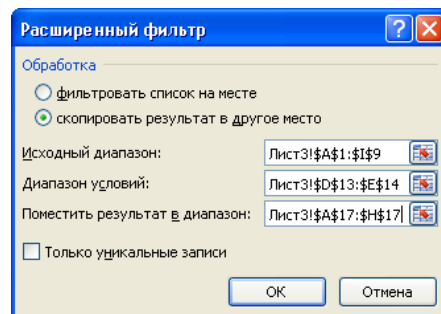 Расширенный фильтр
Обработка
фильтровать список на месте
скопировать результат в другое место
Исходный диапазон: Лист3!$A$1:$I$9
Диапазон условий: Лист3!$D$13:$E$14
Поместить результат в диапазон: Лист3!$A$17:$H$17
Только уникальные записи
ОК Отмена